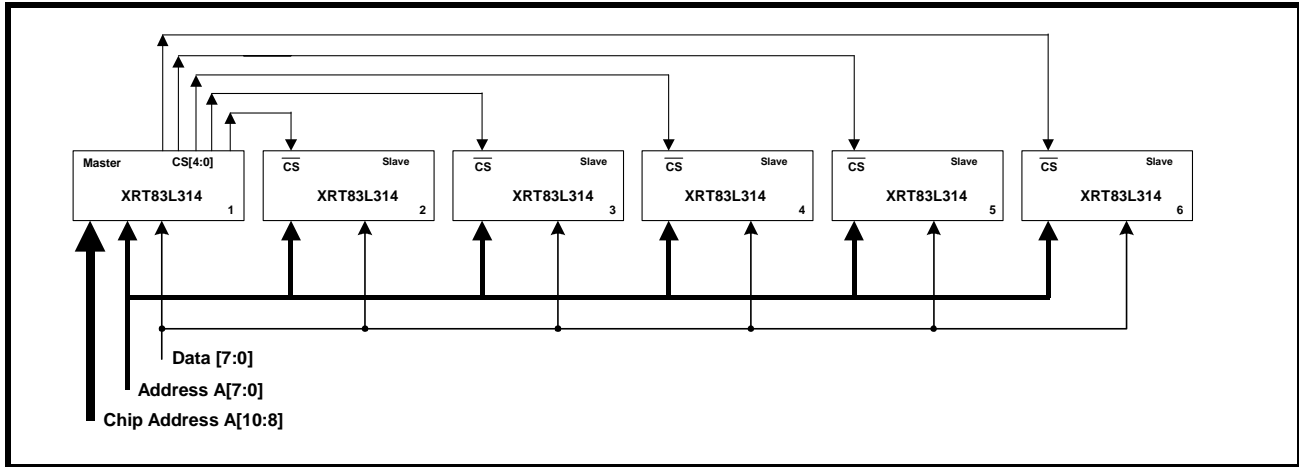 Master CS[4:0]
XRT83L314
1
CS Slave
XRT83L314
2
CS Slave
XRT83L314
3
CS Slave
XRT83L314
4
CS Slave
XRT83L314
5
CS Slave
XRT83L314
6
Data [7:0]
Address A[7:0]
Chip Address A[10:8]